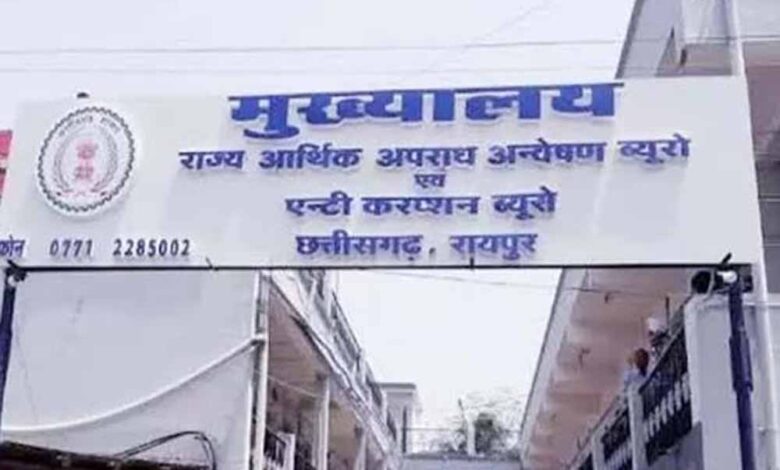 मुख्यालय
राज्य आर्थिक अपराध अन्वेषण ब्यूरो
एवं
एन्टी करप्शन ब्यूरो
छत्तीसगढ़, रायपुर
फोन 0771 2285002